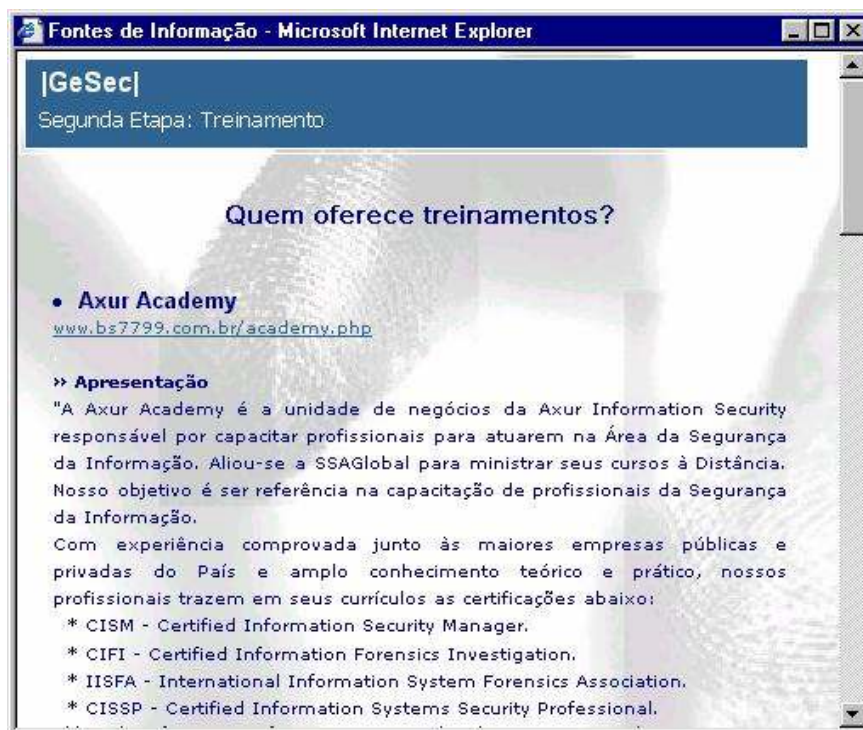 Fontes de Informação - Microsoft Internet Explorer
|GeSec|
Segunda Etapa: Treinamento
Quem oferece treinamentos?
• Axur Academy
www.bs7799.com.br/academy.php
›› Apresentação
"A Axur Academy é a unidade de negócios da Axur Information Security
responsável por capacitar profissionais para atuarem na Área da Segurança
da Informação. Aliou-se a SSAGlobal para ministrar seus cursos à Distância.
Nosso objetivo é ser referência na capacitação de profissionais da Segurança
da Informação.
Com experiência comprovada junto às maiores empresas públicas e
privadas do País e amplo conhecimento teórico e prático, nossos
profissionais trazem em seus currículos as certificações abaixo:
* CISM - Certified Information Security Manager.
* CIFI - Certified Information Forensics Investigation.
* IISFA - International Information System Forensics Association.
* CISSP - Certified Information Systems Security Professional.